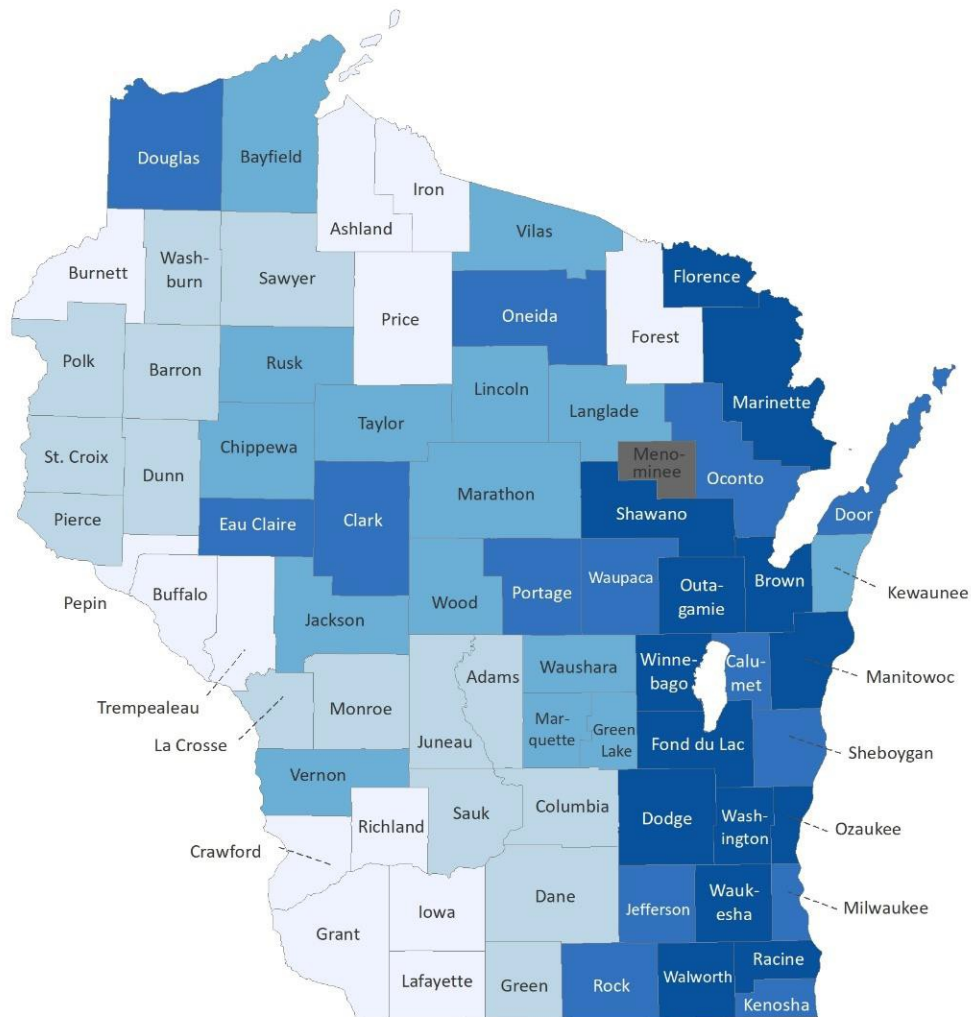 Douglas
Bayfield
Iron
Ashland
Vilas
Florence
Burnett
Wash-
burn
Sawyer
Price
Oneida
Forest
Polk
Barron
Rusk
Lincoln
Langlade
Marinette
Taylor
Chippewa
St. Croix
Dunn
Marathon
Meno-
minee
Oconto
Pierce
Eau Claire
Clark
Shawano
Door
Pepin
Buffalo
Wood
Portage
Waupaca
Outa-
gamie
Brown
Kewaunee
Jackson
Trempealeau
Adams
Waushara
Winne-
bago
Calu-
met
Manitowoc
La Crosse
Monroe
Juneau
Mar-
quette
Green
Lake
Fond du Lac
Sheboygan
Vernon
Richland
Sauk
Columbia
Dodge
Wash-
ington
Ozaukee
Crawford
Dane
Jefferson
Wauk-
esha
Milwaukee
Grant
Iowa
Lafayette
Green
Rock
Walworth
Racine
Kenosha